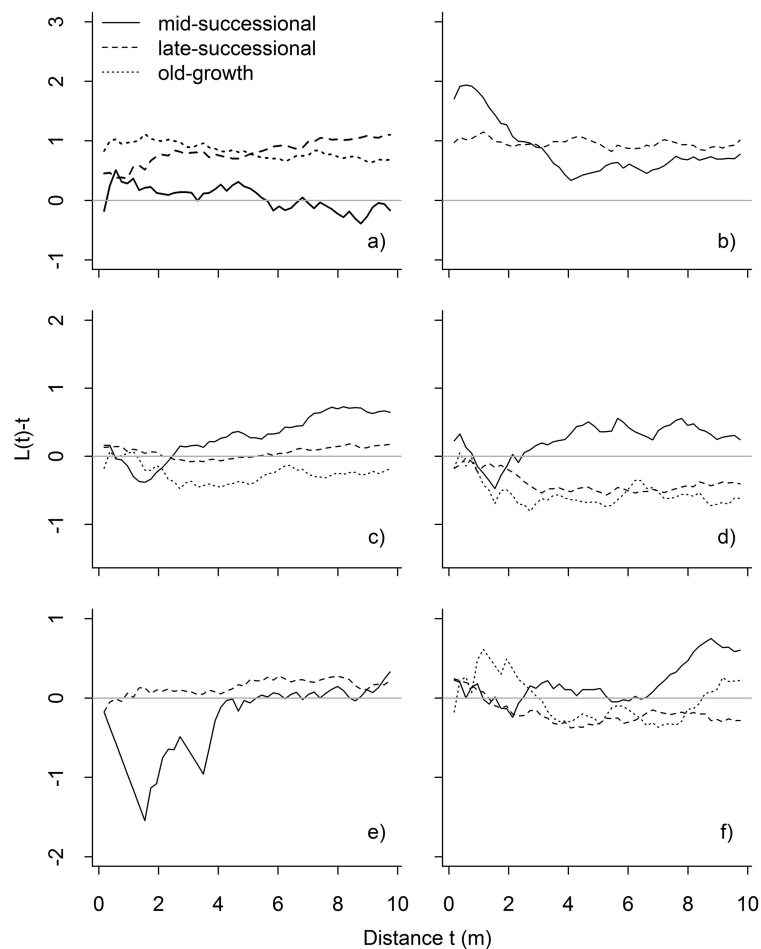 mid-successional
late-successional
old-growth
3
2
1
0
-1
a)
b)
2
1
0
-1
c)
d)
L(t)-t
1
0
-1
-2
e)
f)
0 2 4 6 8 10
0 2 4 6 8 10
Distance t (m)